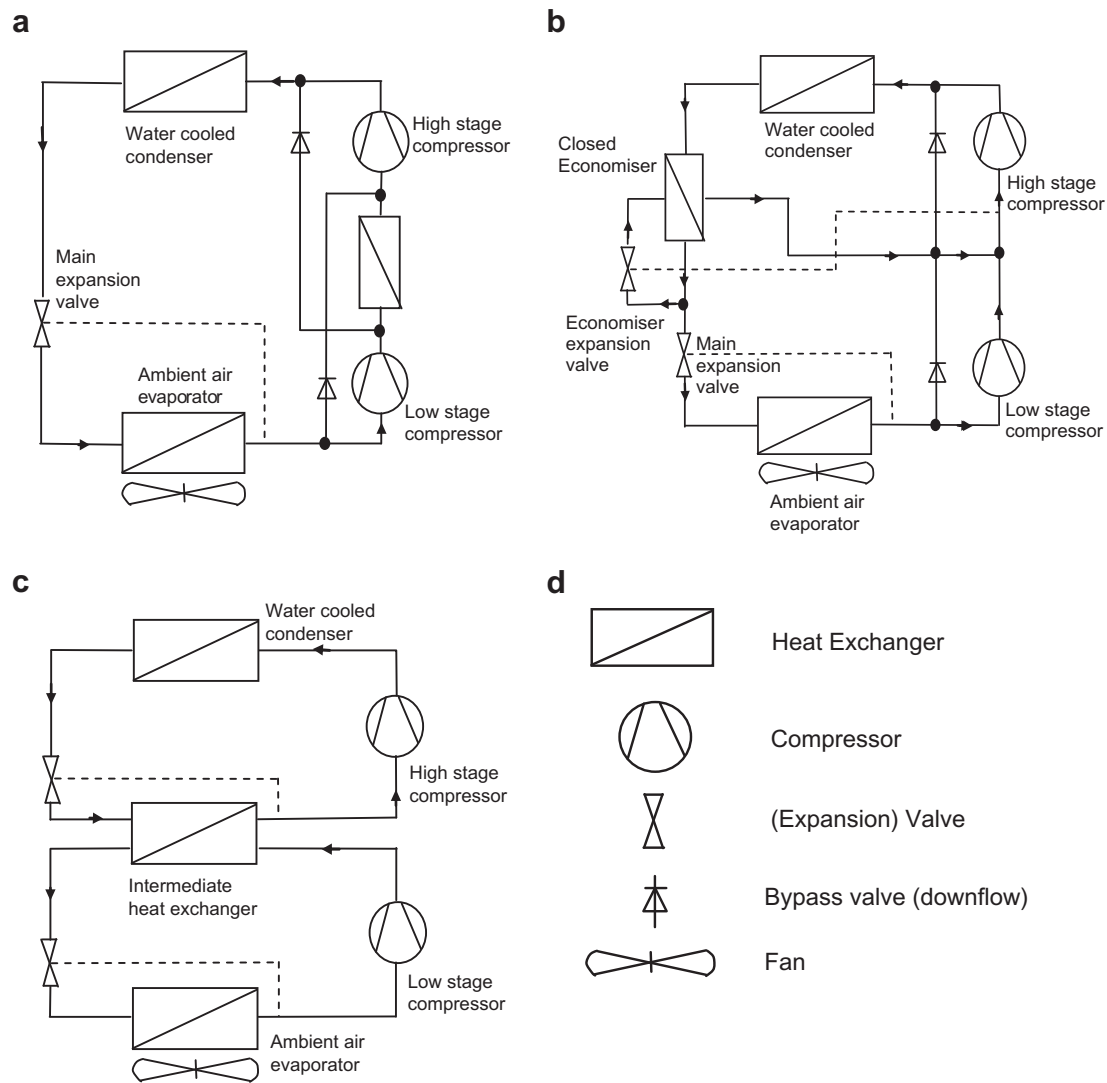 a
Water cooled
condenser
High stage
compressor
Main
expansion
valve
Ambient air
evaporator
Low stage
compressor
b
Closed
Economiser
Water cooled
condenser
High stage
compressor
Economiser
expansion
valve
Main
expansion
valve
Low stage
compressor
Ambient air
evaporator
c
Water cooled
condenser
High stage
compressor
Intermediate
heat exchanger
Low stage
compressor
Ambient air
evaporator
d
Heat Exchanger
Compressor
(Expansion) Valve
Bypass valve (downflow)
Fan